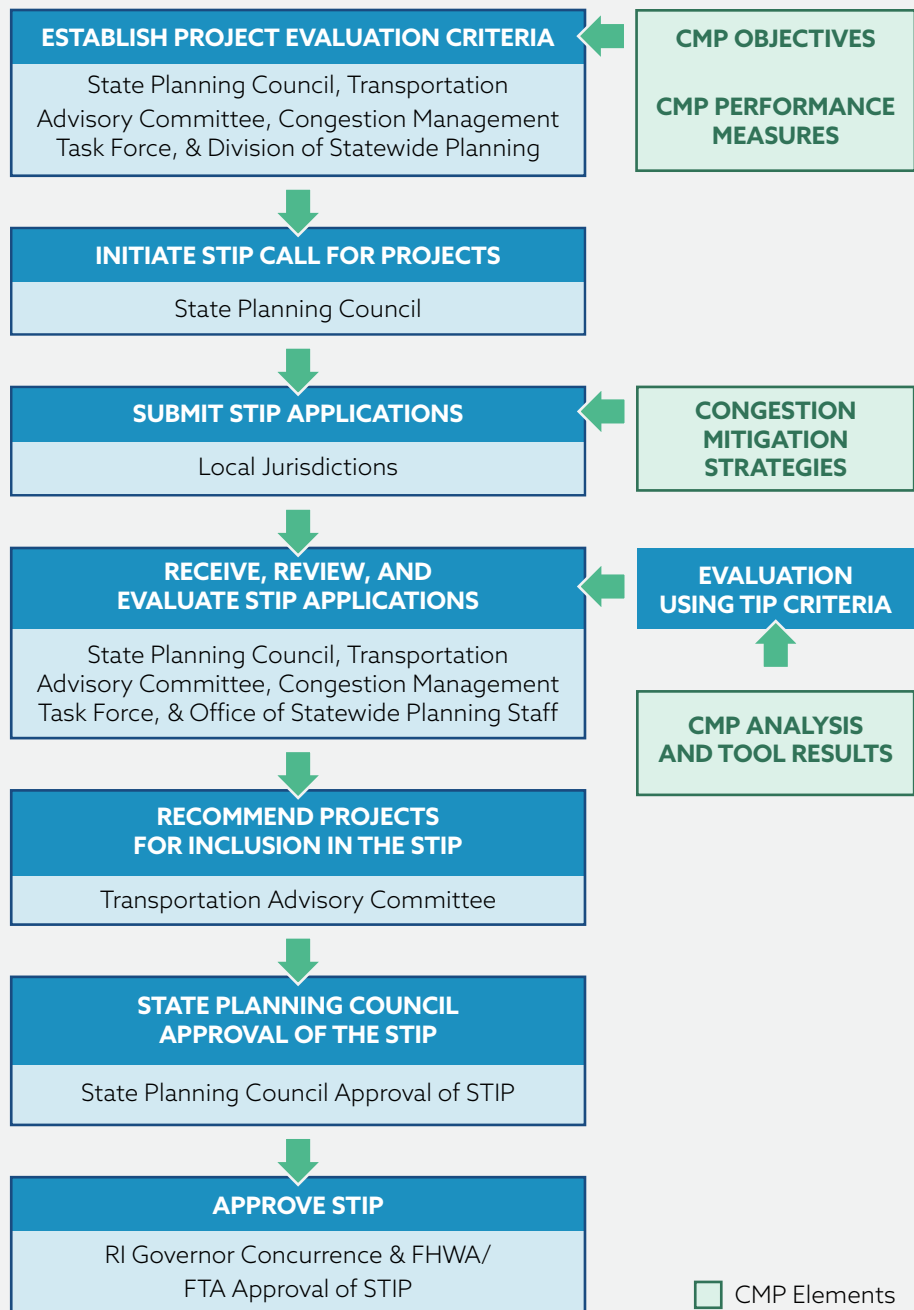 ESTABLISH PROJECT EVALUATION CRITERIA
State Planning Council, Transportation
Advisory Committee, Congestion Management
Task Force, & Division of Statewide Planning
CMP OBJECTIVES
CMP PERFORMANCE
MEASURES
INITIATE STIP CALL FOR PROJECTS
State Planning Council
SUBMIT STIP APPLICATIONS
Local Jurisdictions
CONGESTION
MITIGATION
STRATEGIES
RECEIVE, REVIEW, AND
EVALUATE STIP APPLICATIONS
State Planning Council, Transportation
Advisory Committee, Congestion Management
Task Force, & Office of Statewide Planning Staff
EVALUATION
USING TIP CRITERIA
CMP ANALYSIS
AND TOOL RESULTS
RECOMMEND PROJECTS
FOR INCLUSION IN THE STIP
Transportation Advisory Committee
STATE PLANNING COUNCIL
APPROVAL OF THE STIP
State Planning Council Approval of STIP
APPROVE STIP
RI Governor Concurrence & FHWA/
FTA Approval of STIP
CMP Elements